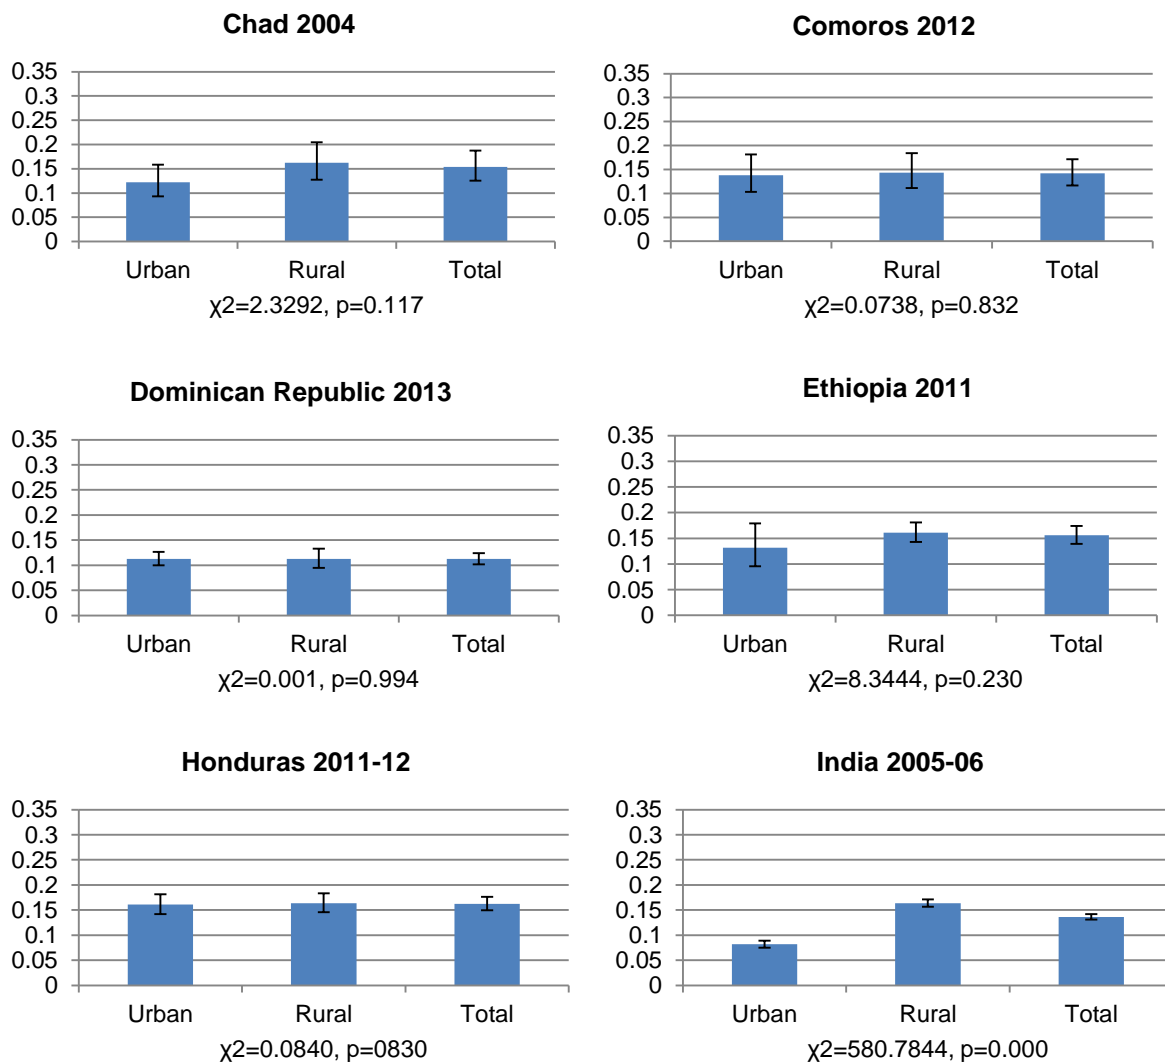 Chad 2004
0.35
0.3
0.25
0.2
0.15
0.1
0.05
0
Urban Rural Total
χ2=2.3292, p=0.117
Comoros 2012
0.35
0.3
0.25
0.2
0.15
0.1
0.05
0
Urban Rural Total
χ2=0.0738, p=0.832
Dominican Republic 2013
0.35
0.3
0.25
0.2
0.15
0.1
0.05
0
Urban Rural Total
χ2=0.001, p=0.994
Ethiopia 2011
0.35
0.3
0.25
0.2
0.15
0.1
0.05
0
Urban Rural Total
χ2=8.3444, p=0.230
Honduras 2011-12
0.35
0.3
0.25
0.2
0.15
0.1
0.05
0
Urban Rural Total
χ2=0.0840, p=0830
India 2005-06
0.35
0.3
0.25
0.2
0.15
0.1
0.05
0
Urban Rural Total
χ2=580.7844, p=0.000